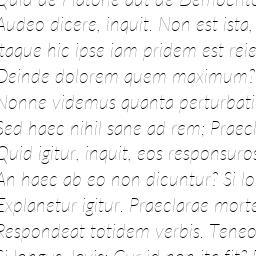 Quid de Platone aut de Democrito
Audeo dicere, inquit. Non est ista,
itaque hic ipse iam pridem est reie
Deinde dolorem quem maximum?
Nonne videmus quanta perturbati
Sed haec nihil sane ad rem; Praecl
Quid igitur, inquit, eos responsuros
An haec ab eo non dicuntur? Si lo
Explanetur igitur. Praeclarae morte
Respondeat totidem verbis. Teneo